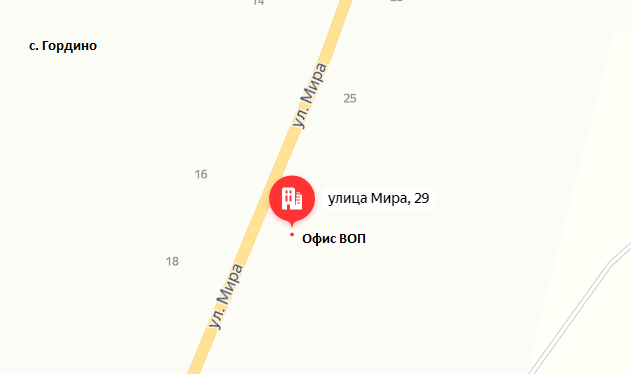 14
с. Гордино
ул. Мира
25
16
улица Мира, 29
Офис ВОП
18
ул. Мира